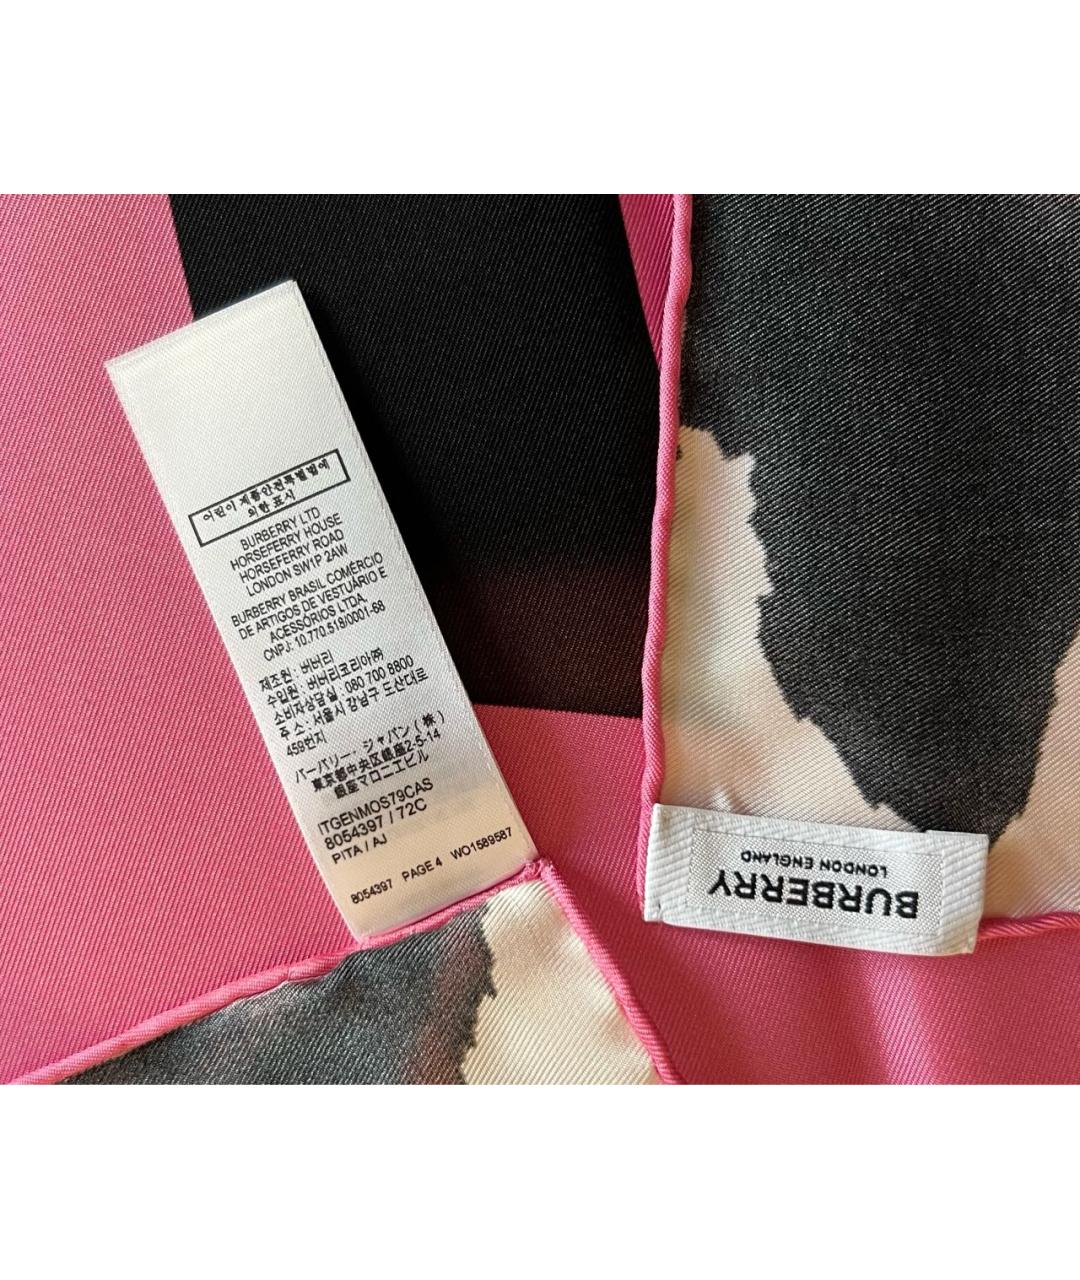 어린이 제품안전특별법에
의한 표시
BURBERRY LTD
HORSEFERRY HOUSE
HORSEFERRY ROAD
LONDON SW1P 2AW
BURBERRY BRASIL COMÉRCIO
DE ARTIGOS DE VESTUÁRIO E
ACESSÓRIOS LTDA.
CNPJ: 10.770.518/0001-68
제조원 : 버버리
수입원 : 버버리코리아㈜
소비자상담실 : 080 700 8800
주 소 : 서울시 강남구 도산대로
459번지
バーバリー・ジャパン(株)
東京都中央区銀座2-5-14
銀座マロニエビル
ITGENMOS79CAS
8054397 / 72C
PITA / AJ
8054397 PAGE 4 WO1589587
BURBERRY
LONDON ENGLAND